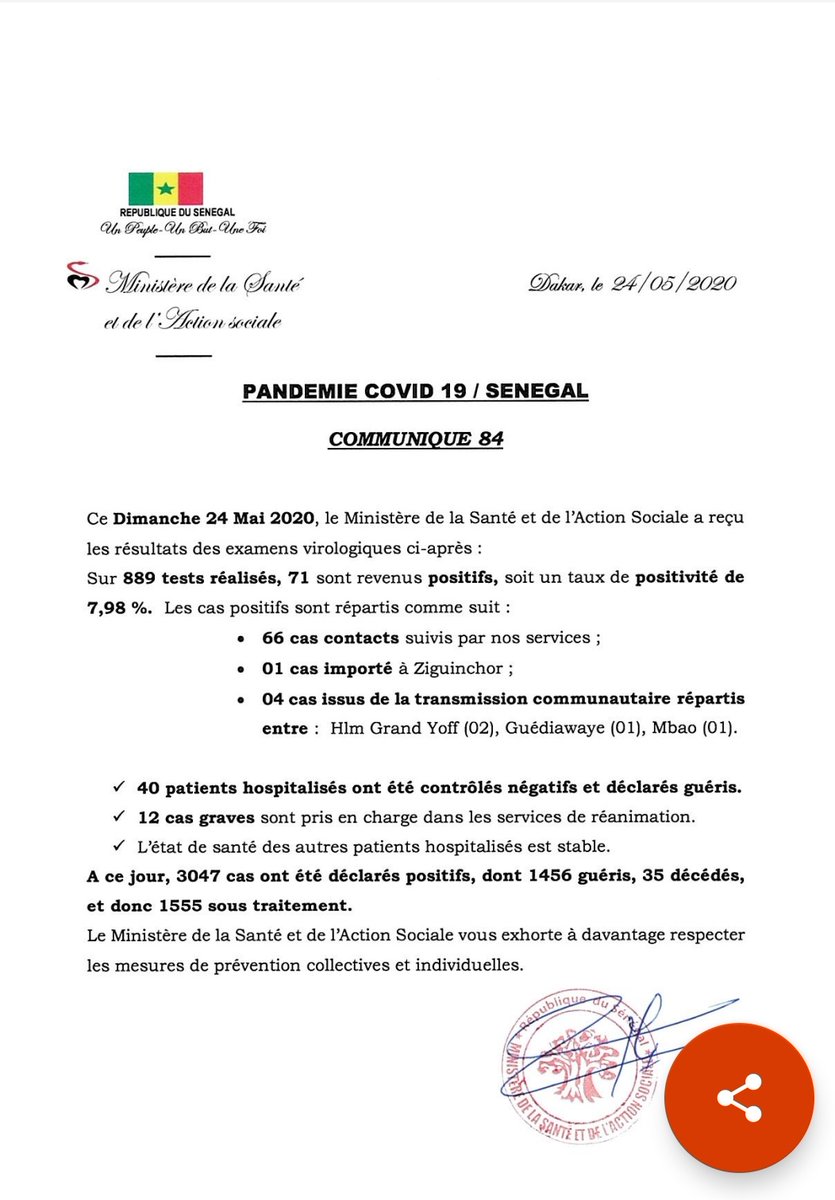 REPUBLIQUE DU SENEGAL
Un Peuple-Un But-Une Foi
Ministère de la Santé
et de l'Action sociale
Dakar, le 24/05/2020
PANDEMIE COVID 19 / SENEGAL
COMMUNIQUE 84
Ce Dimanche 24 Mai 2020, le Ministère de la Santé et de l'Action Sociale a reçu
les résultats des examens virologiques ci-après :
Sur 889 tests réalisés, 71 sont revenus positifs, soit un taux de positivité de
7,98 %. Les cas positifs sont répartis comme suit :
• 66 cas contacts suivis par nos services ;
• 01 cas importé à Ziguinchor ;
• 04 cas issus de la transmission communautaire répartis
entre : Hlm Grand Yoff (02), Guédiawaye (01), Mbao (01).
✓ 40 patients hospitalisés ont été contrôlés négatifs et déclarés guéris.
✓ 12 cas graves sont pris en charge dans les services de réanimation.
✓ L'état de santé des autres patients hospitalisés est stable.
A ce jour, 3047 cas ont été déclarés positifs, dont 1456 guéris, 35 décédés,
et donc 1555 sous traitement.
Le Ministère de la Santé et de l'Action Sociale vous exhorte à davantage respecter
les mesures de prévention collectives et individuelles.
★ République du Sénégal ★
MINISTÈRE DE LA SANTÉ ET DE L'ACTION SOCIALE